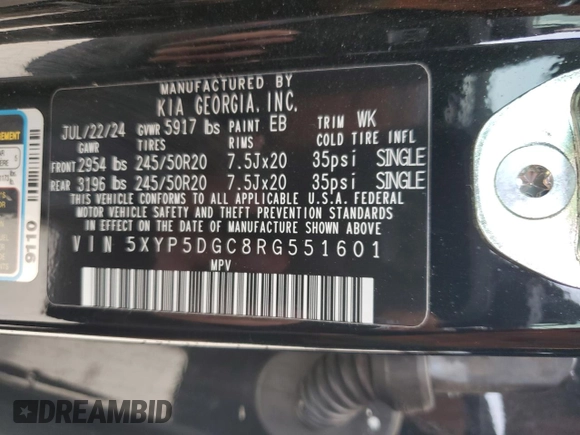 MANUFACTURED BY
KIA GEORGIA, INC.
JUL/22/24 GVWR 5917 lbs PAINT EB TRIM WK
GAWR TIRES RIMS COLD TIRE INFL
FRONT 2954 lbs 245/50R20 7.5Jx20 35psi SINGLE
REAR 3196 lbs 245/50R20 7.5Jx20 35psi SINGLE
THIS VEHICLE CONFORMS TO ALL APPLICABLE U.S.A. FEDERAL
MOTOR VEHICLE SAFETY AND THEFT PREVENTION STANDARDS
IN EFFECT ON THE DATE OF MANUFACTURE SHOWN ABOVE
VIN 5XYP5DGC8RG551601
MPV
9110
DREAMBID